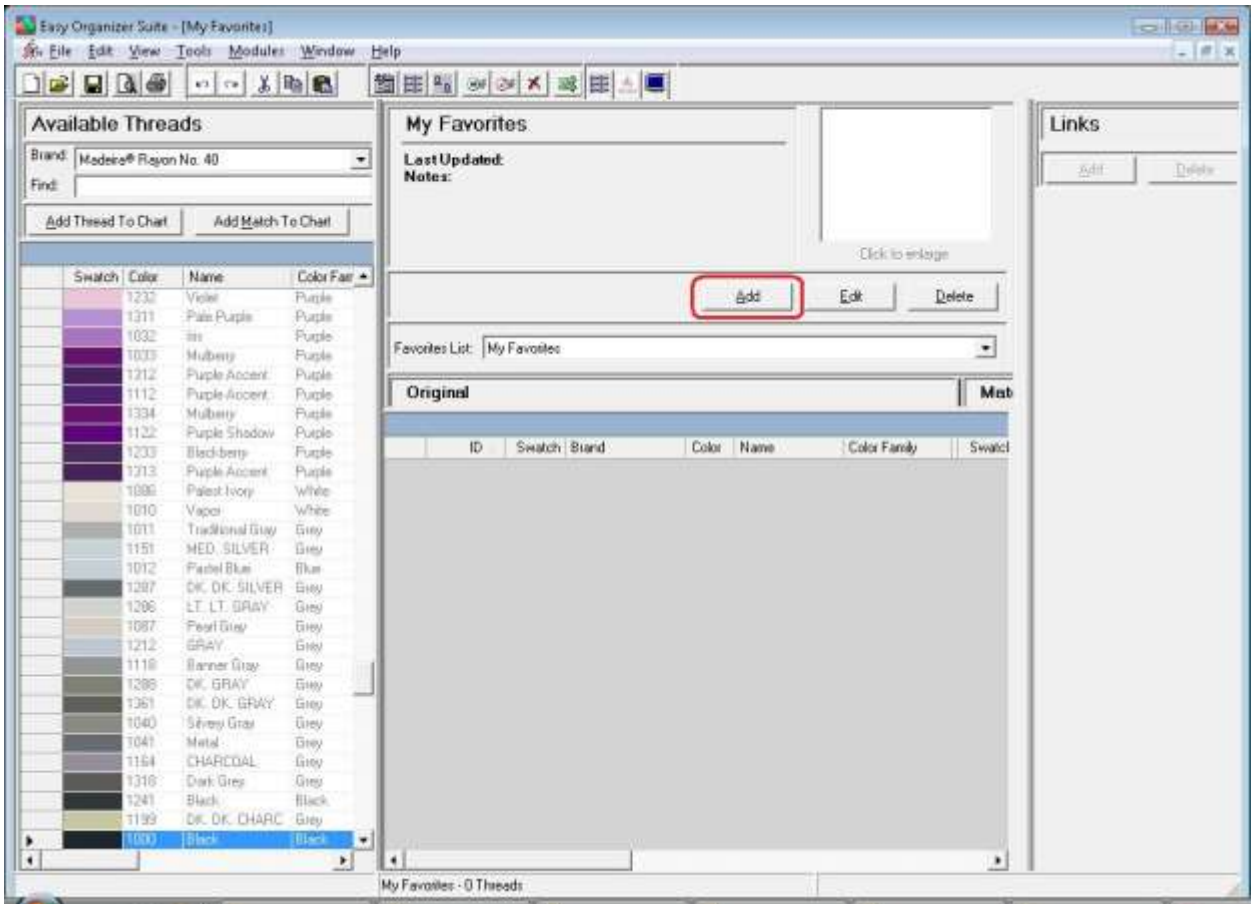 Easy Organizer Suite - [My Favorites]
File Edit View Tools Modules Window Help
Available Threads
Brand: Madeira® Rayon No. 40
Find:
Add Thread To Chart Add Match To Chart
Swatch Color Name Color Fam
1232 Violet Purple
1311 Pale Purple Purple
1032 Iris Purple
1033 Mulberry Purple
1312 Purple Accent Purple
1112 Purple Accent Purple
1334 Mulberry Purple
1122 Purple Shadow Purple
1233 Blackberry Purple
1313 Purple Accent Purple
1086 Palest Ivory White
1010 Vapor White
1011 Traditional Gray Grey
1151 MED. SILVER Grey
1012 Pastel Blue Blue
1287 DK. DK. SILVER Grey
1286 LT. LT. GRAY Grey
1087 Pearl Gray Grey
1212 GRAY Grey
1118 Banner Gray Grey
1288 DK. GRAY Grey
1361 DK. DK. GRAY Grey
1040 Silvery Gray Grey
1041 Metal Grey
1164 CHARCOAL Grey
1318 Dark Grey Grey
1241 Black Black
1199 DK. DK. CHARC Grey
1000 Black Black
My Favorites
Last Updated:
Notes:
Click to enlarge
Add Edit Delete
Favorites List: My Favorites
Original Mat
ID Swatch Brand Color Name Color Family Swatcl
My Favorites - 0 Threads
Links
Add Delete